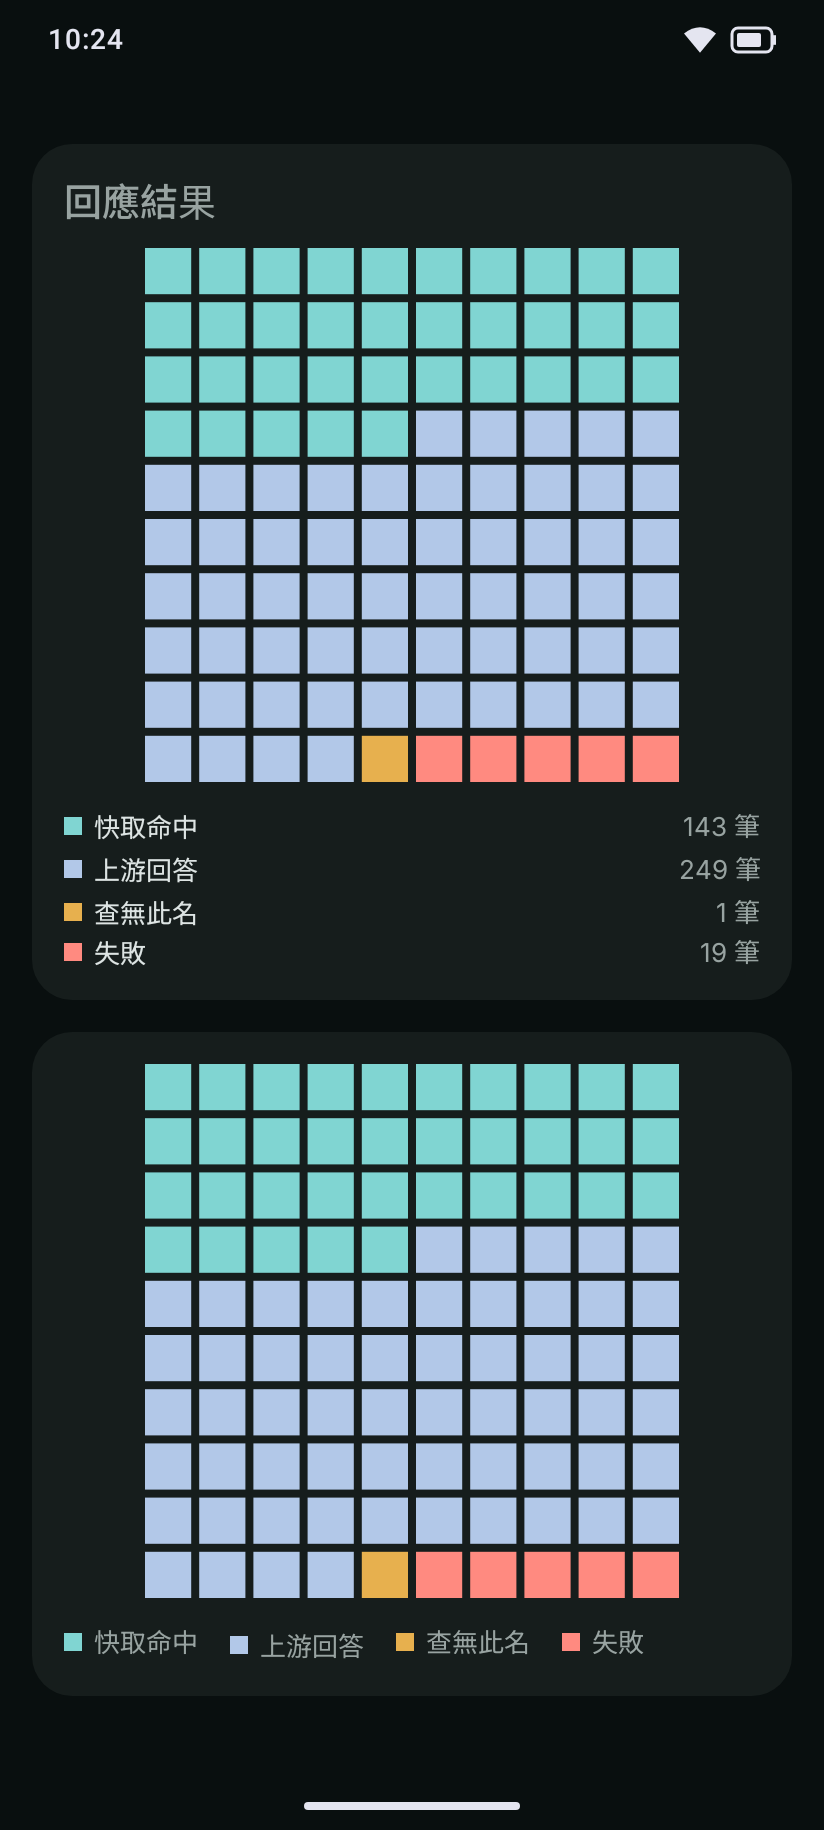 10:24
回應結果
快取命中 143 筆
上游回答 249 筆
查無此名 1 筆
失敗 19 筆
快取命中 上游回答 查無此名 失敗